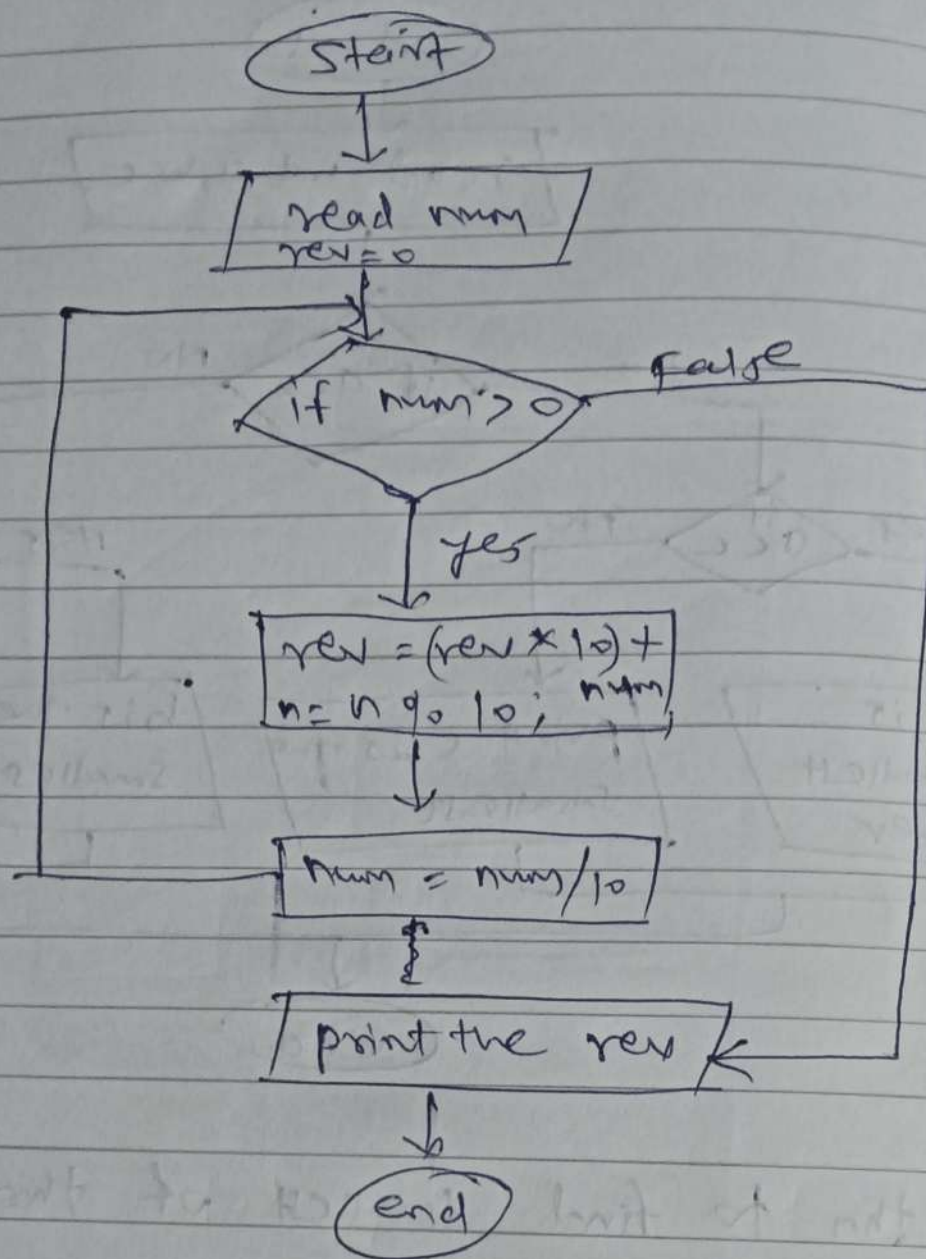 Start
read num
rev = 0
if num > 0
False
yes
rev = (rev * 10) +
n = n % 10; num
num = num/10
print the rev
end